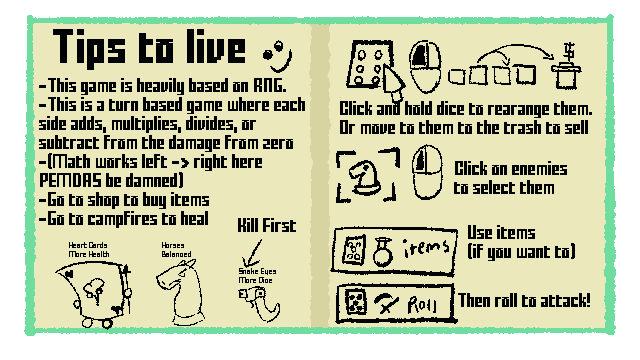 Tips to live
-This game is heavily based on RNG.
-This is a turn based game where each
side adds, multiplies, divides, or
subtract from the damage from zero
-(Math works left -> right here
PEMDAS be damned)
-Go to shop to buy items
-Go to campfires to heal
Kill First
Heart Cards
More Health
Horses
Balanced
Snake Eyes
More Dice
$
Click and hold dice to rearrange them.
Or move to them to the trash to sell
Click on enemies
to select them
items
Use items
(if you want to)
Roll
Then roll to attack!